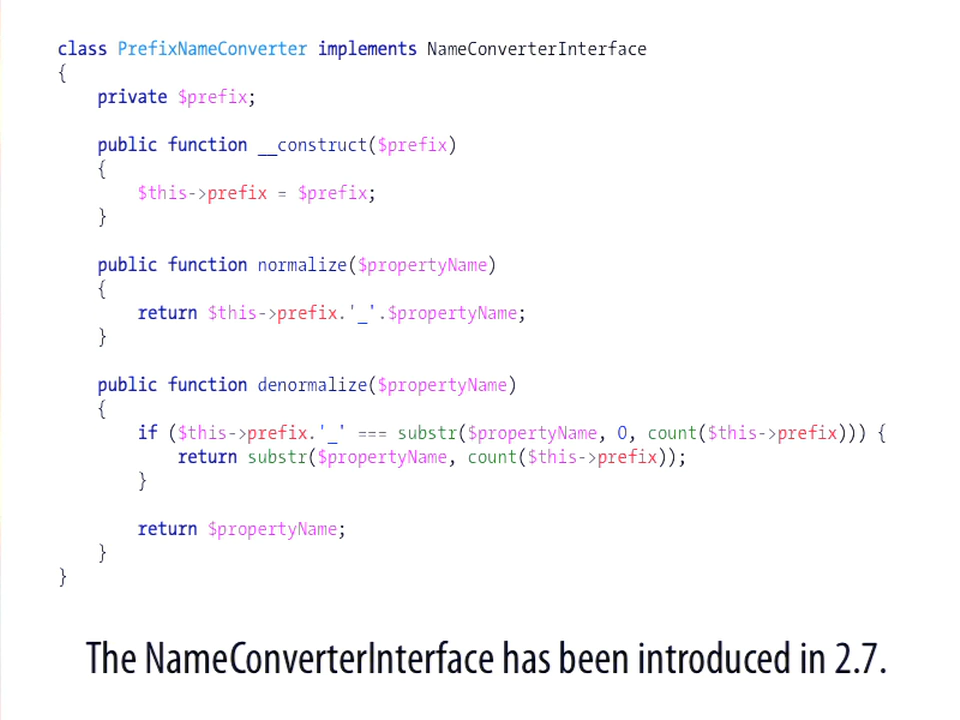 class PrefixNameConverter implements NameConverterInterface
{
    private $prefix;

    public function __construct($prefix)
    {
        $this->prefix = $prefix;
    }

    public function normalize($propertyName)
    {
        return $this->prefix.'_'.$propertyName;
    }

    public function denormalize($propertyName)
    {
        if ($this->prefix.'_' === substr($propertyName, 0, count($this->prefix))) {
            return substr($propertyName, count($this->prefix));
        }

        return $propertyName;
    }
}
The NameConverterInterface has been introduced in 2.7.